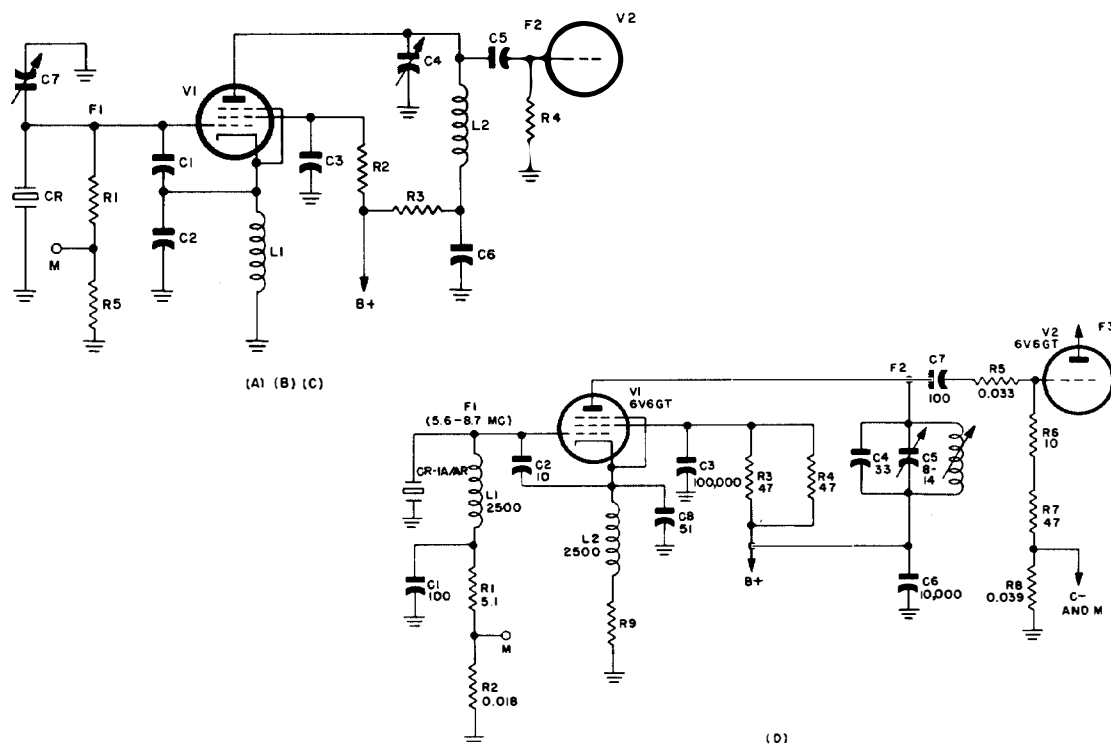 V2
F2
C5
C4
C7
V1
F1
R4
L2
C1
C3
R2
CR
R1
R3
C2
L1
C6
M
R5
B+
(A) (B) (C)
V2
6V6GT
F3
C7
100
R5
0.033
F2
V1
6V6GT
F1
(5.6-8.7 MC)
R6
10
C2
10
C3
100,000
R3
47
R4
47
C4
33
C5
8-
14
CR-1A/AR
L1
2500
C8
51
R7
47
L2
2500
B+
C1
100
R1
5.1
C6
10,000
R8
0.039
C-
AND M
R9
M
R2
0.018
(D)